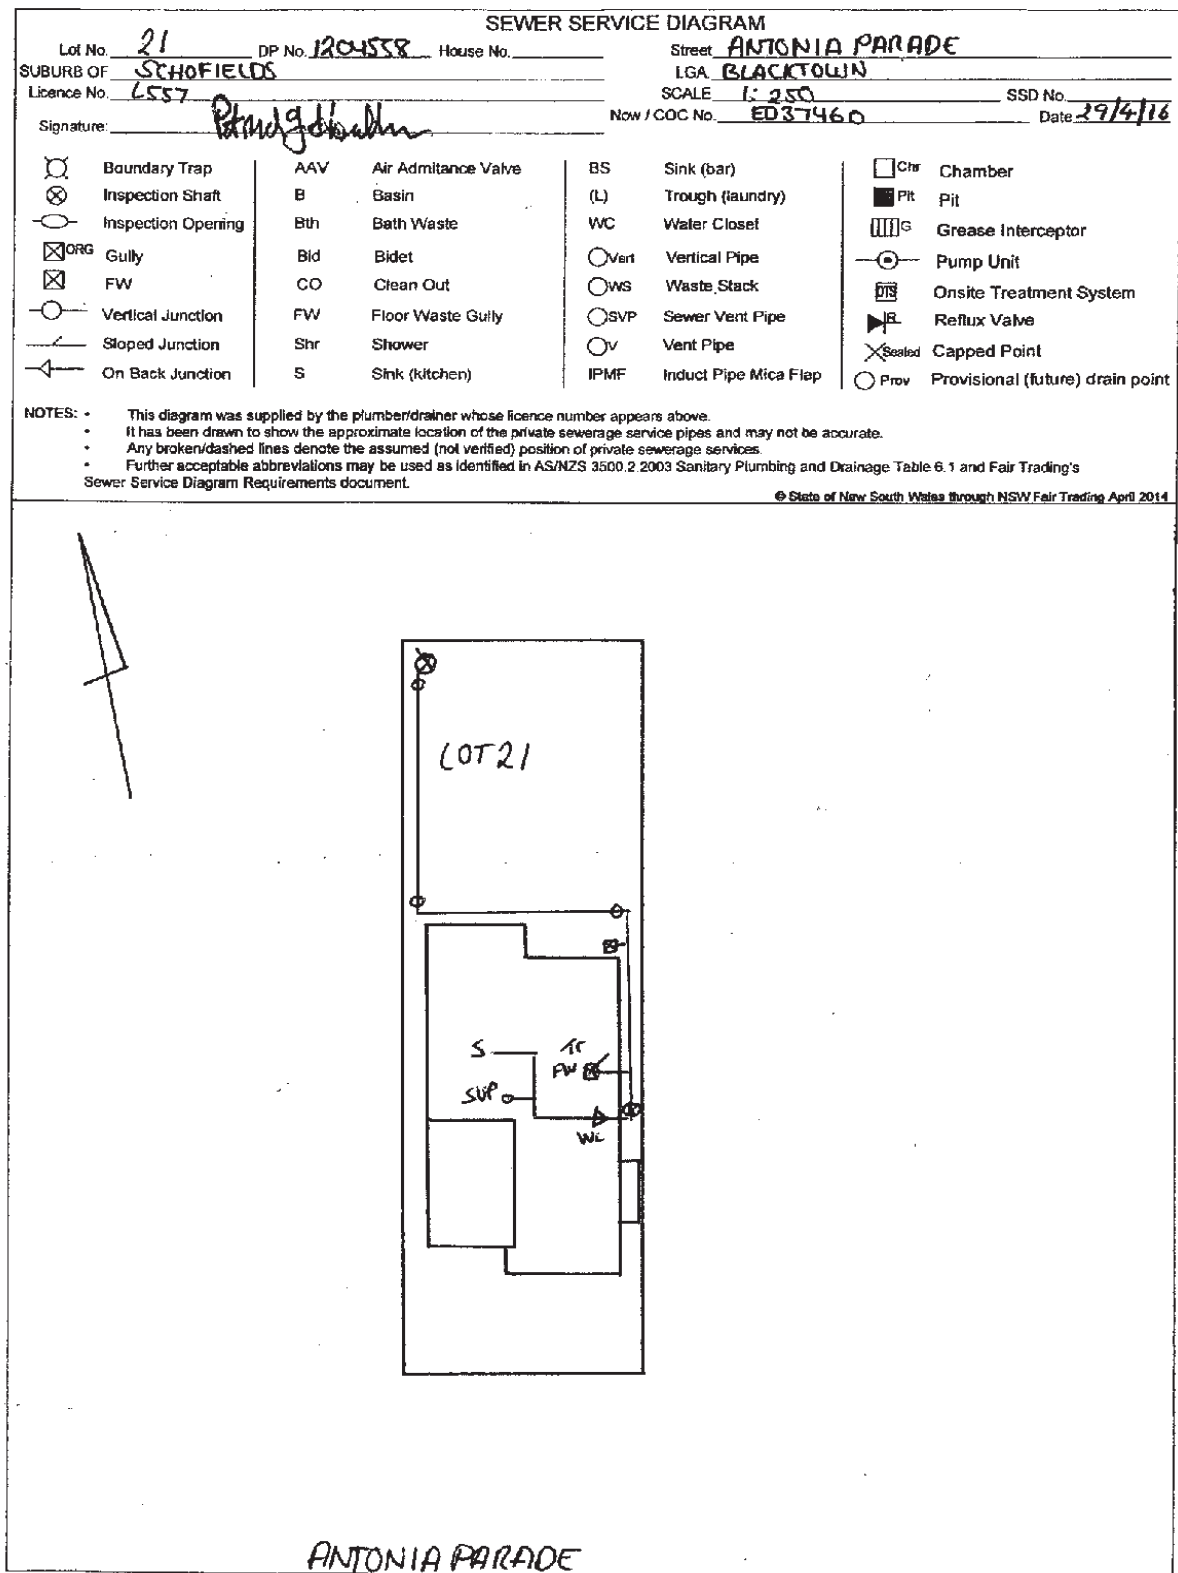 SEWER SERVICE DIAGRAM
Lot No. 21 DP No. 1204558 House No. Street ANTONIA PARADE
SUBURB OF SCHOFIELDS LGA BLACKTOWN
Licence No. L557 SCALE 1:250 SSD No.
Signature: Now / COC No. ED37460 Date 29/4/16
Boundary Trap AAV Air Admitance Valve BS Sink (bar) Chr Chamber
Inspection Shaft B Basin (L) Trough (laundry) Pit Pit
Inspection Opening Bth Bath Waste WC Water Closet G Grease Interceptor
ORG Gully Bid Bidet Vert Vertical Pipe Pump Unit
FW CO Clean Out WS Waste Stack OTS Onsite Treatment System
Vertical Junction FW Floor Waste Gully SVP Sewer Vent Pipe R Reflux Valve
Sloped Junction Shr Shower V Vent Pipe Sealed Capped Point
On Back Junction S Sink (kitchen) IPMF Induct Pipe Mica Flap Prov Provisional (future) drain point
NOTES: • This diagram was supplied by the plumber/drainer whose licence number appears above.
• It has been drawn to show the approximate location of the private sewerage service pipes and may not be accurate.
• Any broken/dashed lines denote the assumed (not verified) position of private sewerage services.
• Further acceptable abbreviations may be used as identified in AS/NZS 3500.2.2003 Sanitary Plumbing and Drainage Table 6.1 and Fair Trading's
Sewer Service Diagram Requirements document.
© State of New South Wales through NSW Fair Trading April 2014
LOT 21
S
FW
SVP
WC
ANTONIA PARADE